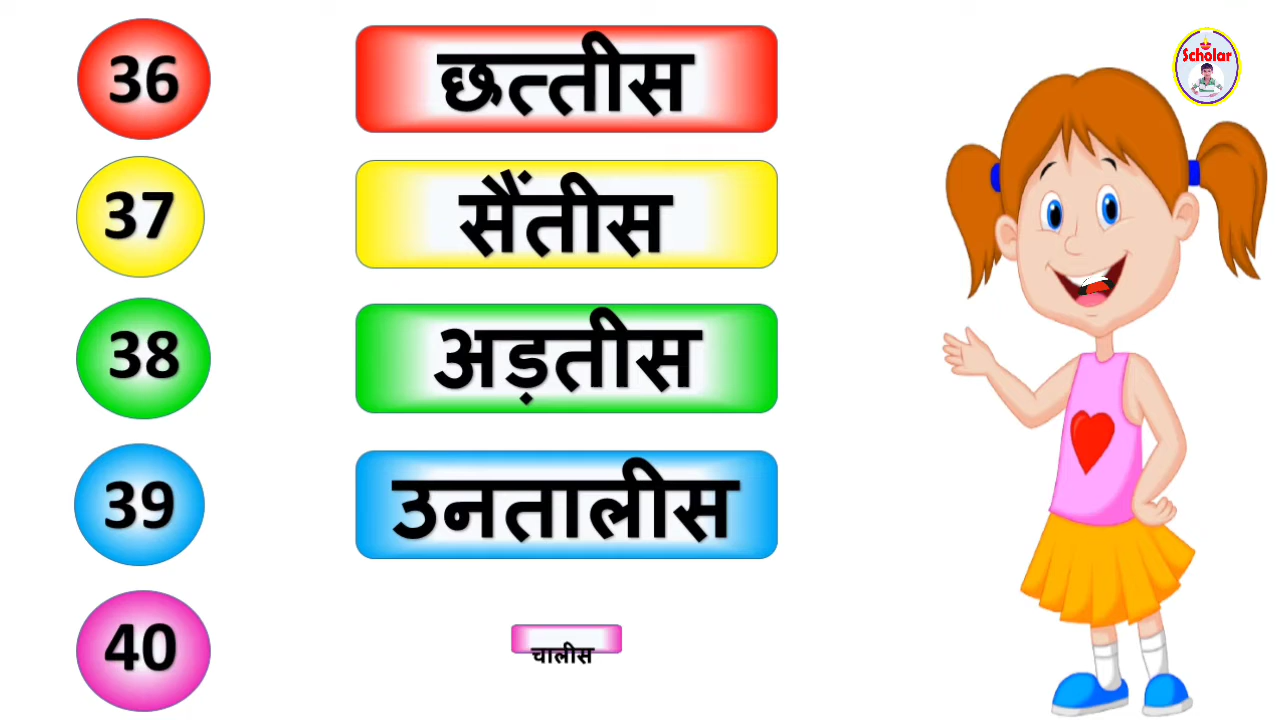 36 छत्तीस
Scholar
37 सैंतीस
38 अड़तीस
39 उनतालीस
40 चालीस